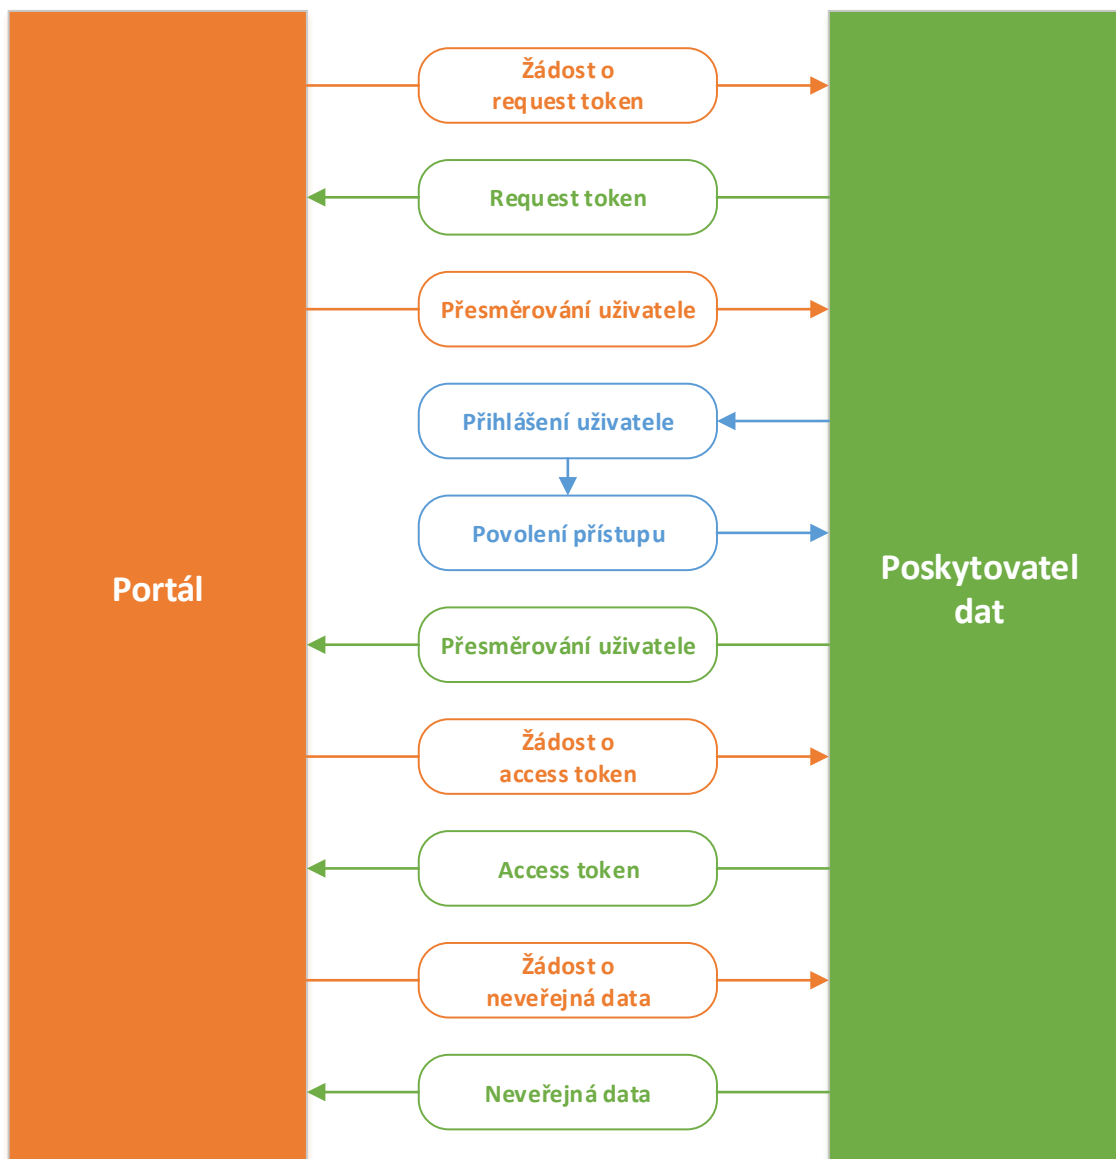 Žádost o
request token
Request token
Přesměrování uživatele
Přihlášení uživatele
Povolení přístupu
Portál
Poskytovatel
dat
Přesměrování uživatele
Žádost o
access token
Access token
Žádost o
neveřejná data
Neveřejná data